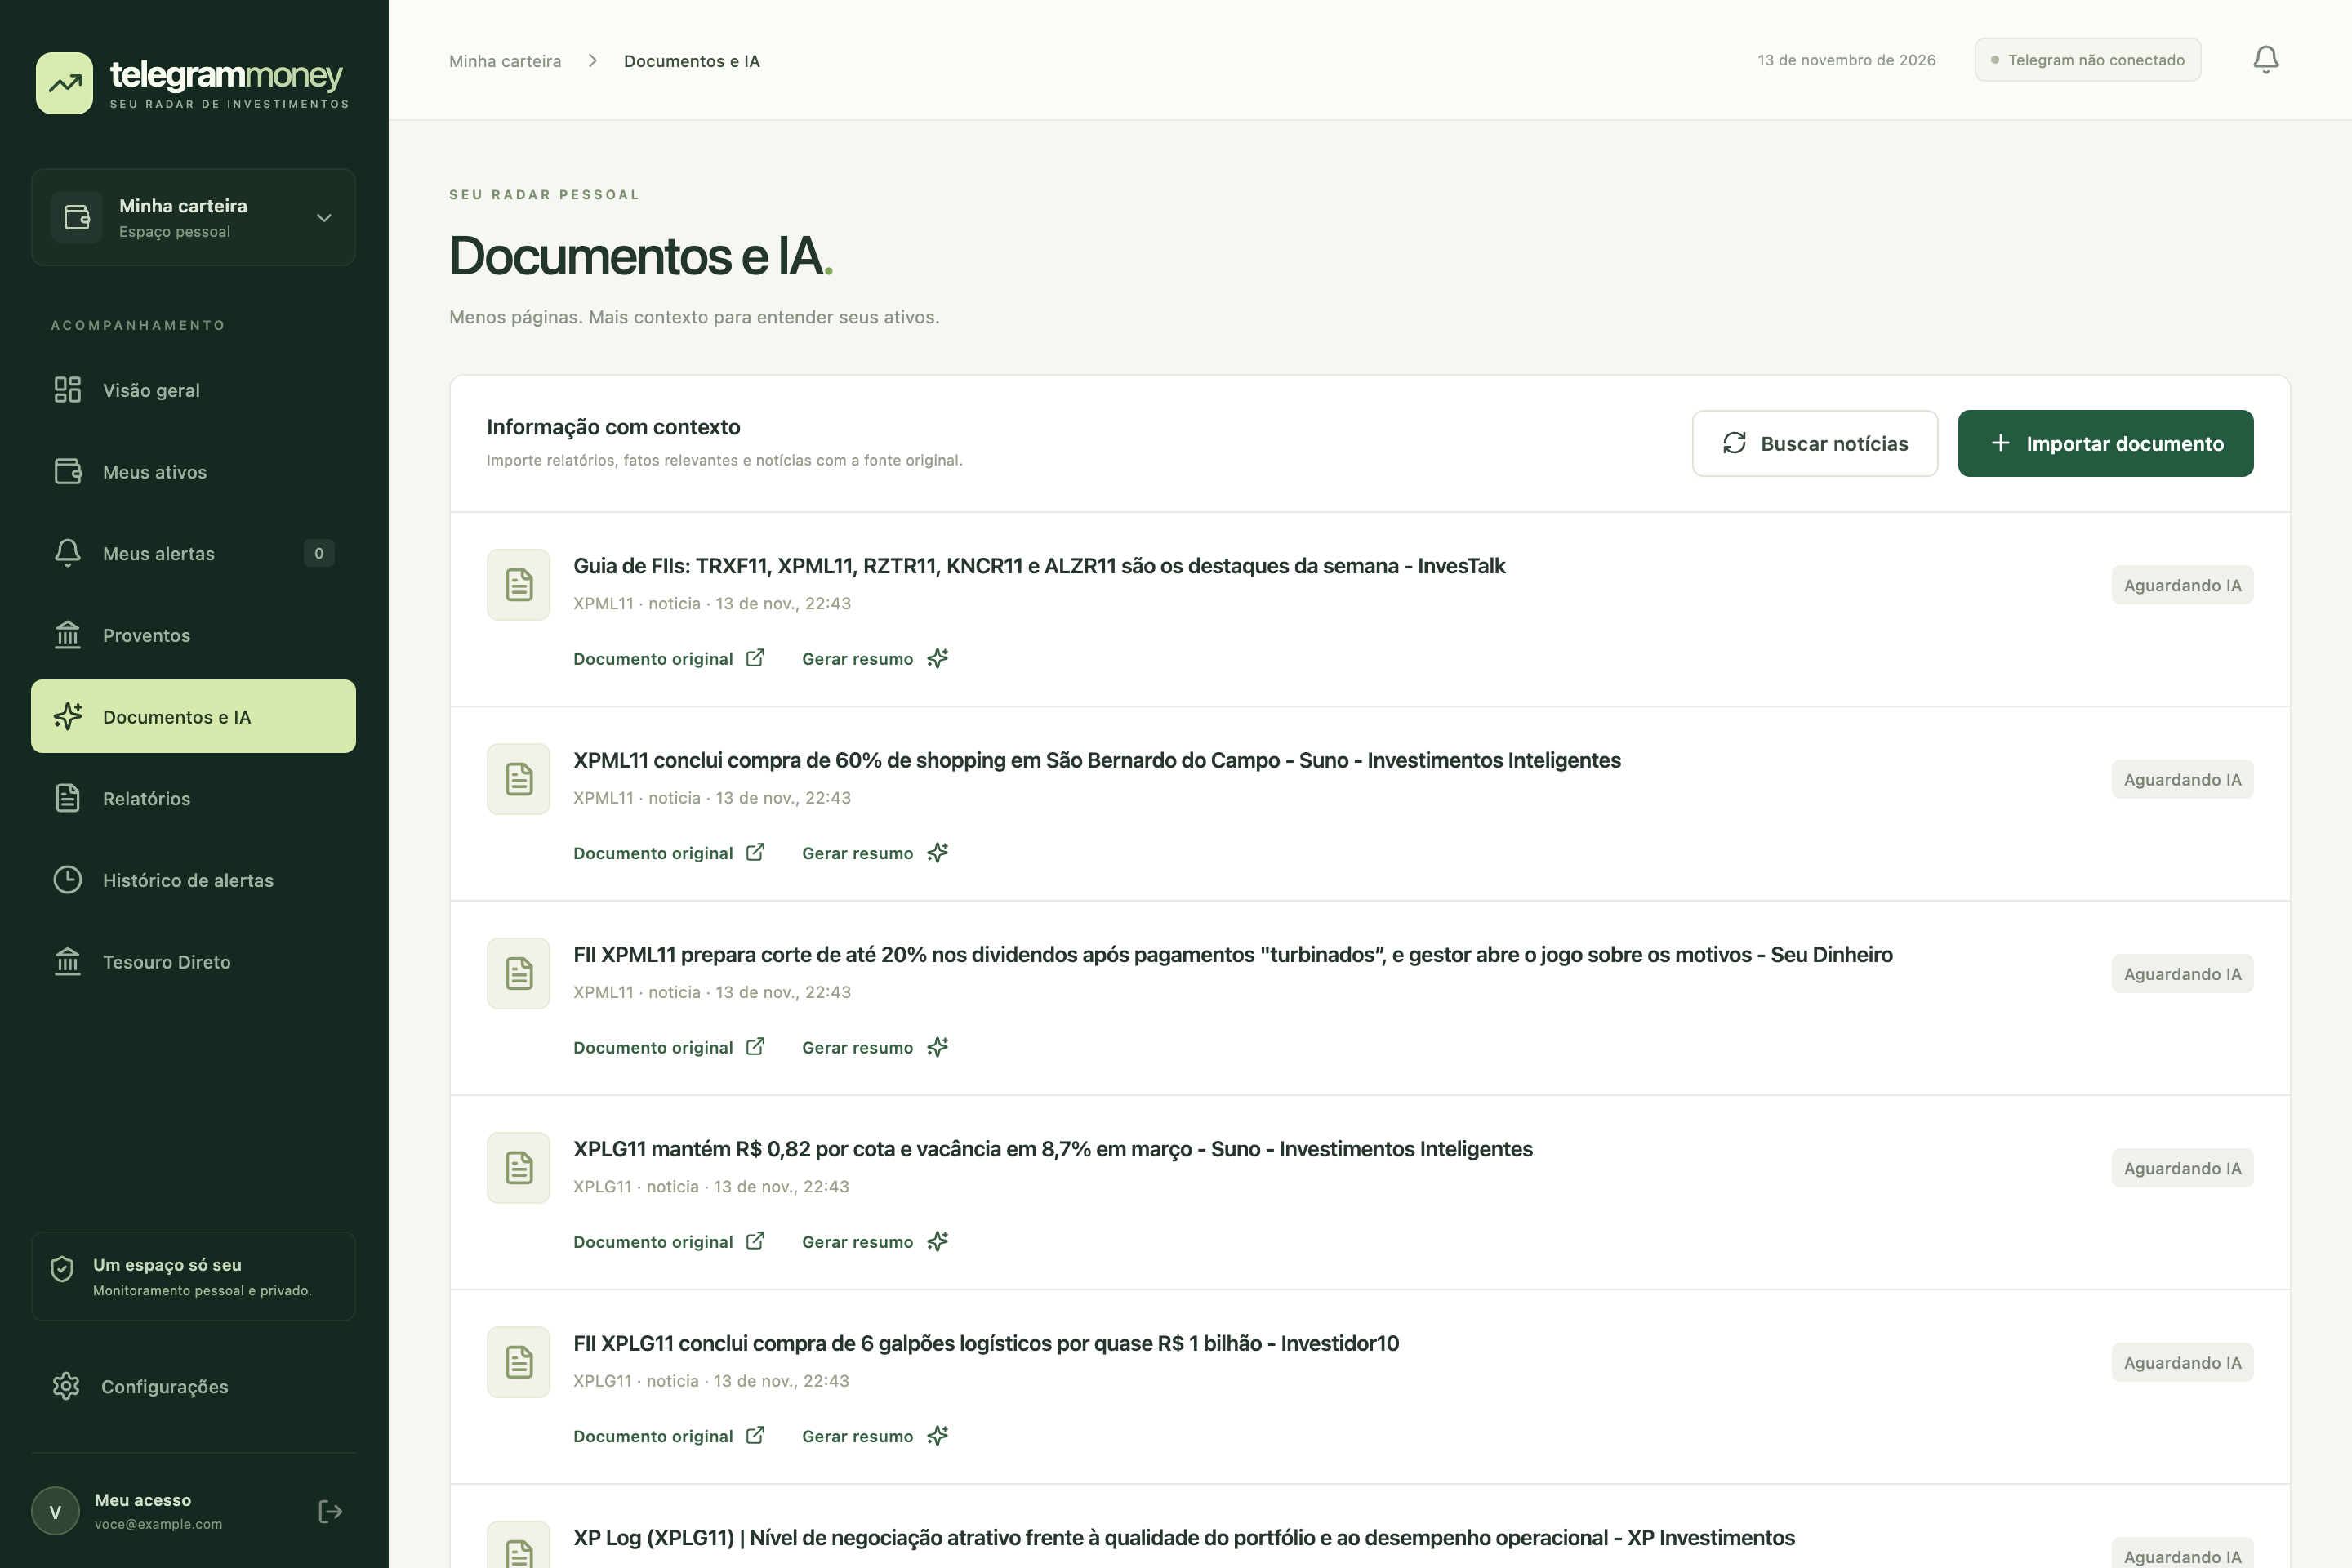 telegrammoney
SEU RADAR DE INVESTIMENTOS
Minha carteira
Espaço pessoal
ACOMPANHAMENTO
Visão geral
Meus ativos
Meus alertas 0
Proventos
Documentos e IA
Relatórios
Histórico de alertas
Tesouro Direto
Um espaço só seu
Monitoramento pessoal e privado.
Configurações
V
Meu acesso
voce@example.com
Minha carteira > Documentos e IA
13 de novembro de 2026
Telegram não conectado
SEU RADAR PESSOAL
Documentos e IA.
Menos páginas. Mais contexto para entender seus ativos.
Informação com contexto
Importe relatórios, fatos relevantes e notícias com a fonte original.
Buscar notícias
Importar documento
Guia de FIIs: TRXF11, XPML11, RZTR11, KNCR11 e ALZR11 são os destaques da semana - InvesTalk
XPML11 · noticia · 13 de nov., 22:43
Aguardando IA
Documento original Gerar resumo
XPML11 conclui compra de 60% de shopping em São Bernardo do Campo - Suno - Investimentos Inteligentes
XPML11 · noticia · 13 de nov., 22:43
Aguardando IA
Documento original Gerar resumo
FII XPML11 prepara corte de até 20% nos dividendos após pagamentos "turbinados”, e gestor abre o jogo sobre os motivos - Seu Dinheiro
XPML11 · noticia · 13 de nov., 22:43
Aguardando IA
Documento original Gerar resumo
XPLG11 mantém R$ 0,82 por cota e vacância em 8,7% em março - Suno - Investimentos Inteligentes
XPLG11 · noticia · 13 de nov., 22:43
Aguardando IA
Documento original Gerar resumo
FII XPLG11 conclui compra de 6 galpões logísticos por quase R$ 1 bilhão - Investidor10
XPLG11 · noticia · 13 de nov., 22:43
Aguardando IA
Documento original Gerar resumo
XP Log (XPLG11) | Nível de negociação atrativo frente à qualidade do portfólio e ao desempenho operacional - XP Investimentos
Aguardando IA